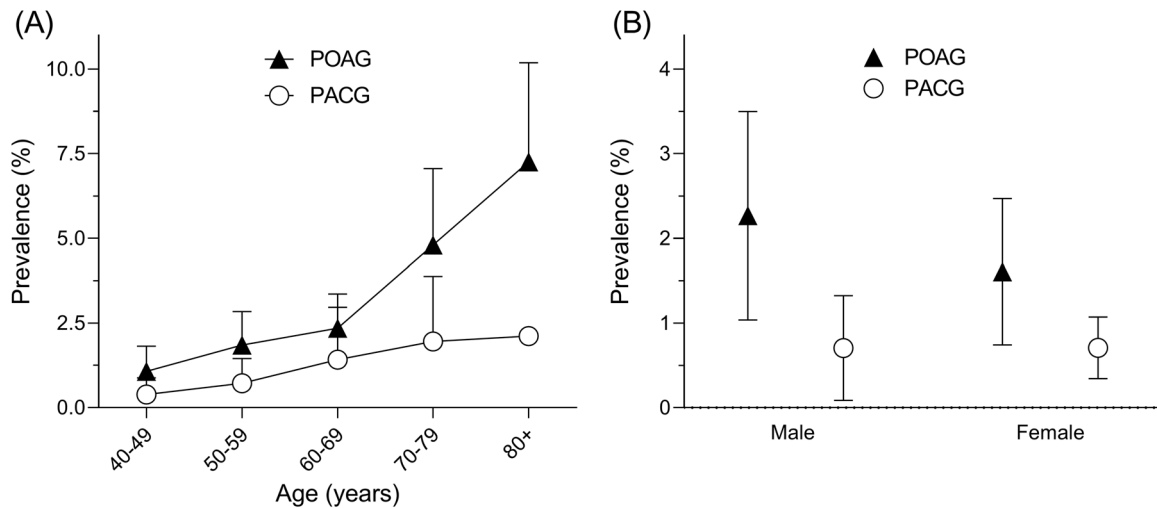 (A)
POAG
PACG
Prevalence (%)
10.0
7.5
5.0
2.5
0.0
40-49
50-59
60-69
70-79
80+
Age (years)
(B)
POAG
PACG
Prevalence (%)
4
3
2
1
0
Male
Female